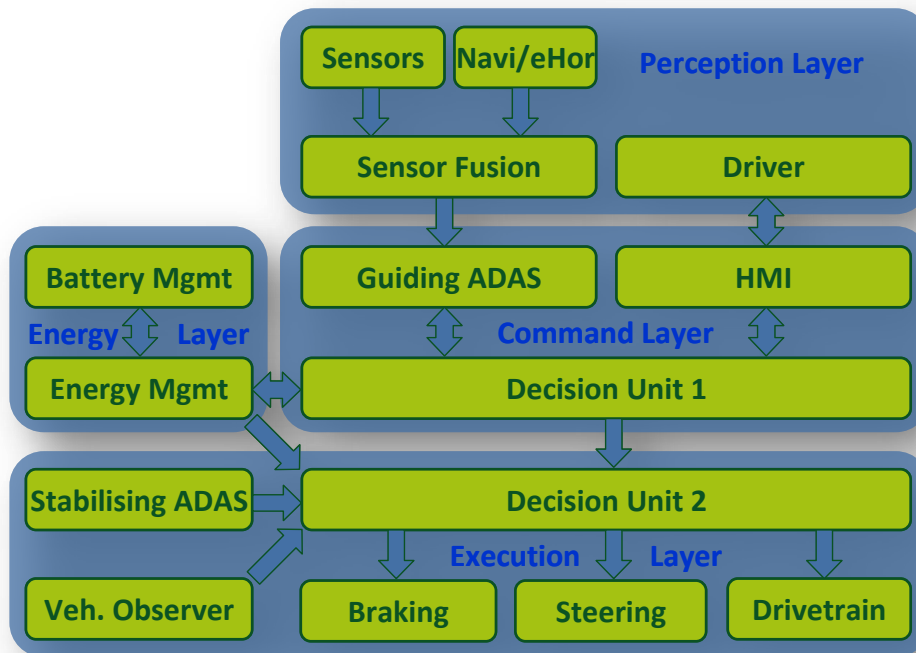 Sensors
Navi/eHor
Perception Layer
Sensor Fusion
Driver
Battery Mgmt
Guiding ADAS
HMI
Energy Layer
Command Layer
Energy Mgmt
Decision Unit 1
Stabilising ADAS
Decision Unit 2
Execution Layer
Veh. Observer
Braking
Steering
Drivetrain